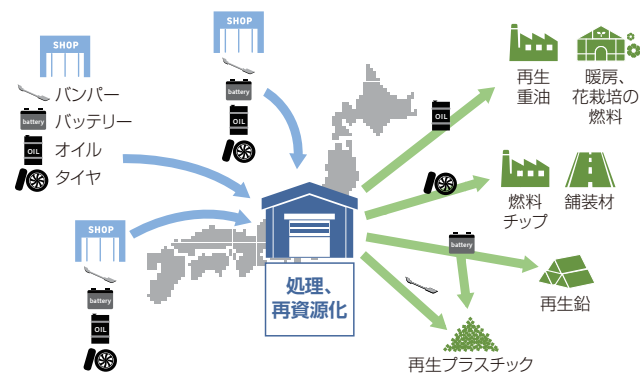 SHOP
バンパー
battery
バッテリー
OIL
オイル
タイヤ
SHOP
battery
OIL
SHOP
battery
OIL
処理、
再資源化
OIL
再生
重油
暖房、
花栽培の
燃料
燃料
チップ
舗装材
battery
再生鉛
再生プラスチック